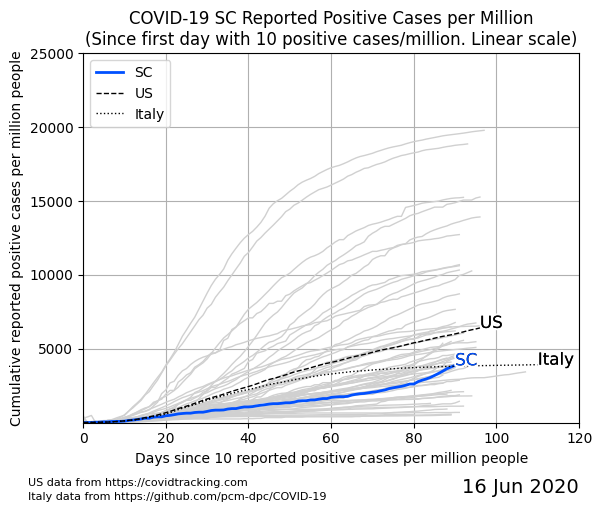 COVID-19 SC Reported Positive Cases per Million
(Since first day with 10 positive cases/million. Linear scale)
Cumulative reported positive cases per million people
25000
20000
15000
10000
5000
SC
US
Italy
US
SC
Italy
0
20
40
60
80
100
120
Days since 10 reported positive cases per million people
US data from https://covidtracking.com
Italy data from https://github.com/pcm-dpc/COVID-19
16 Jun 2020